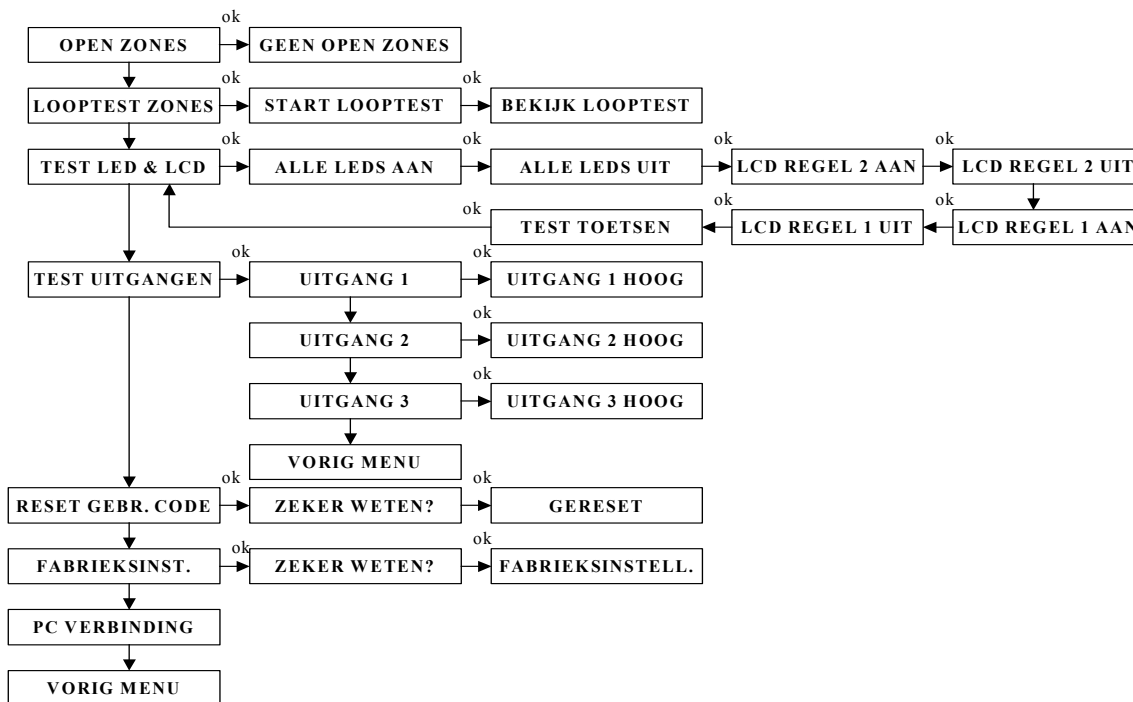 ok
OPEN ZONES
GEEN OPEN ZONES
ok
ok
LOOPTEST ZONES
START LOOPTEST
BEKIJK LOOPTEST
ok
ok
ok
ok
TEST LED & LCD
ALLE LEDS AAN
ALLE LEDS UIT
LCD REGEL 2 AAN
LCD REGEL 2 UIT
ok
ok
ok
TEST TOETSEN
LCD REGEL 1 UIT
LCD REGEL 1 AAN
ok
ok
TEST UITGANGEN
UITGANG 1
UITGANG 1 HOOG
ok
UITGANG 2
UITGANG 2 HOOG
ok
UITGANG 3
UITGANG 3 HOOG
VORIG MENU
ok
ok
RESET GEBR. CODE
ZEKER WETEN?
GERESET
ok
ok
FABRIEKSINST.
ZEKER WETEN?
FABRIEKSINSTELL.
PC VERBINDING
VORIG MENU